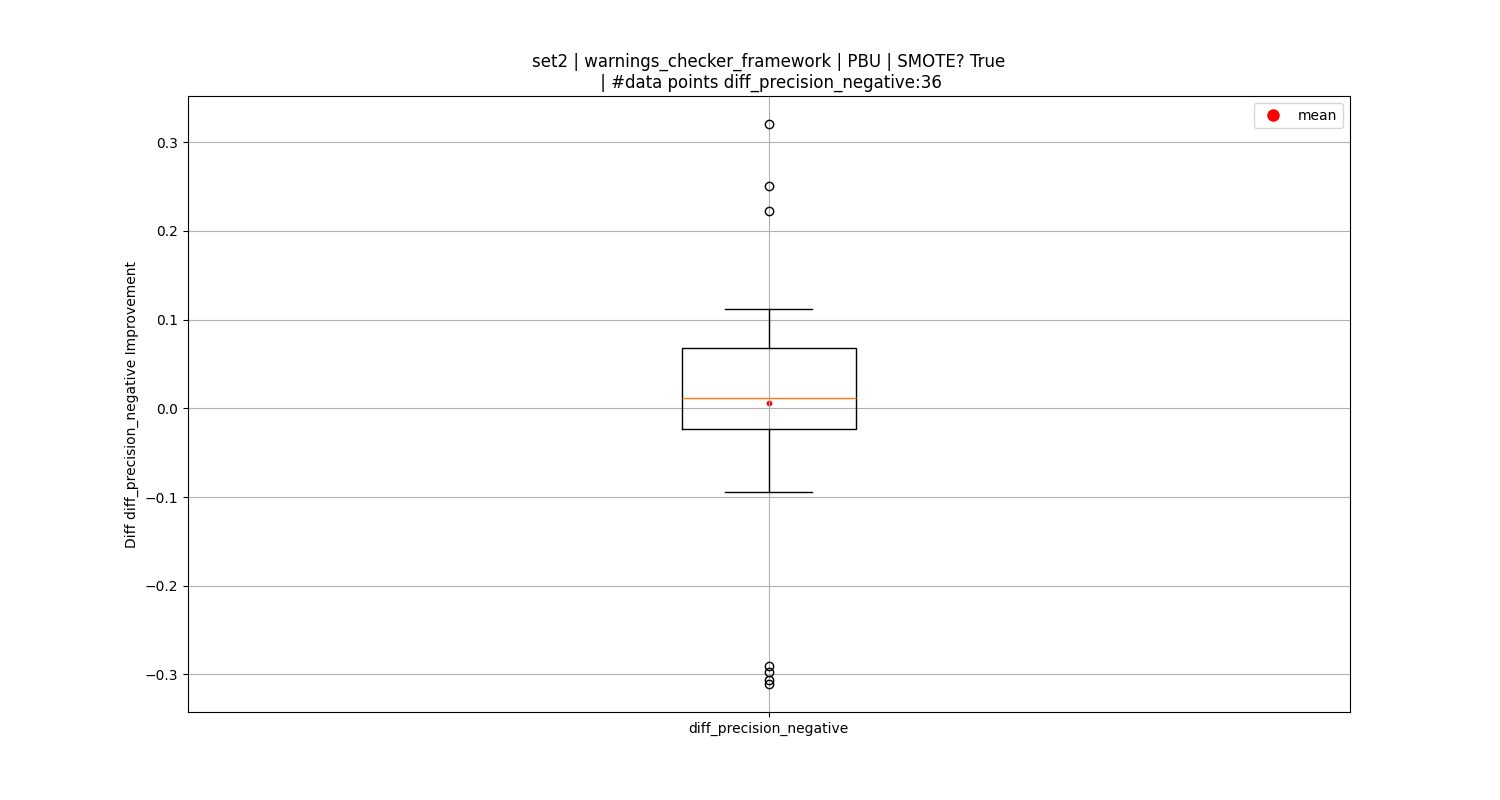 set2 | warnings_checker_framework | PBU | SMOTE? True
| #data points diff_precision_negative:36
mean
0.3
0.2
0.1
0.0
−0.1
−0.2
−0.3
Diff diff_precision_negative Improvement
diff_precision_negative